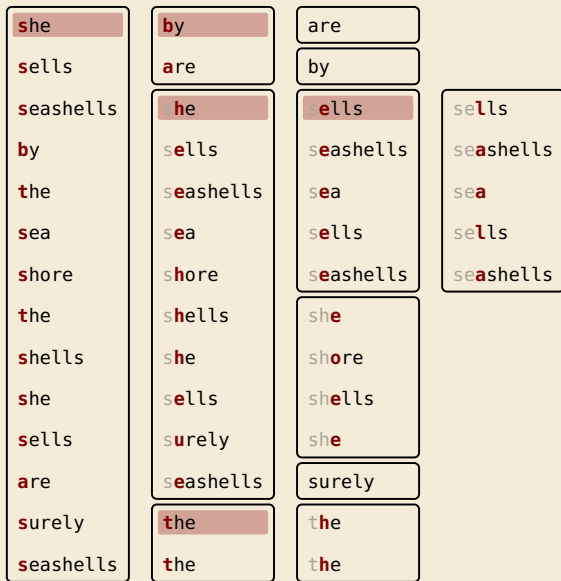 she by are
sells are by
seashells she sells sells
by sells seashells seashells
the seashells sea sea
sea sea sells sells
shore shore seashells seashells
the shells she
shells she shore
she sells shells
sells surely she
are seashells surely
surely the the
seashells the the